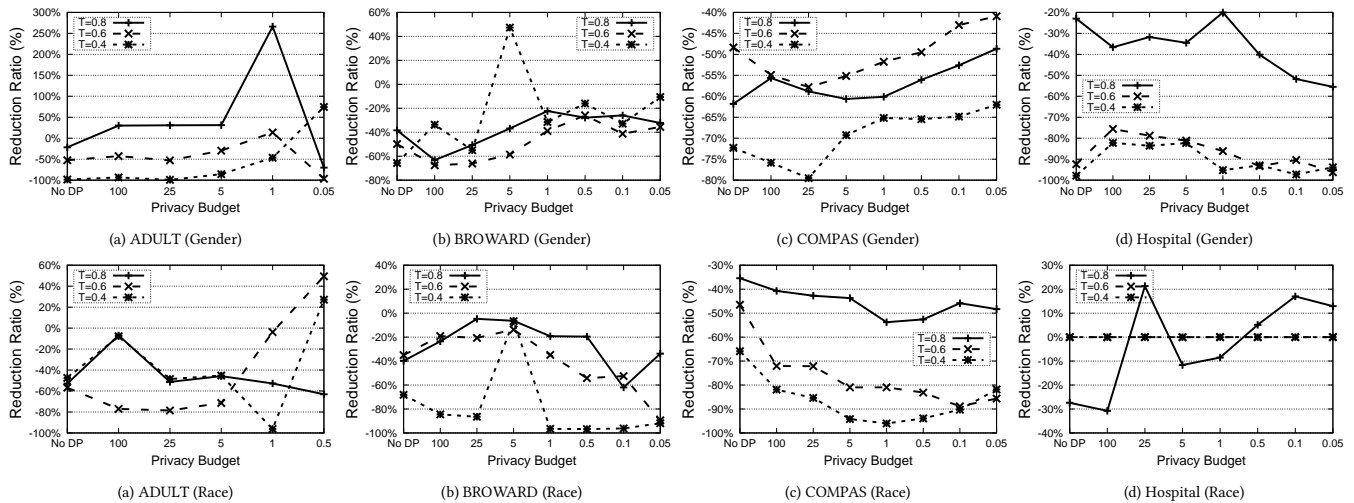 300%
250%
200%
150%
100%
50%
0%
-50%
-100%
Reduction Ratio (%)
T=0.8
T=0.6
T=0.4
No DP 100 25 5 1 0.05
Privacy Budget
(a) ADULT (Gender)
60%
40%
20%
0%
-20%
-40%
-60%
-80%
Reduction Ratio (%)
T=0.8
T=0.6
T=0.4
No DP 100 25 5 1 0.5 0.1 0.05
Privacy Budget
(b) BROWARD (Gender)
-40%
-45%
-50%
-55%
-60%
-65%
-70%
-75%
-80%
Reduction Ratio (%)
T=0.8
T=0.6
T=0.4
No DP 100 25 5 1 0.5 0.1 0.05
Privacy Budget
(c) COMPAS (Gender)
-20%
-30%
-40%
-50%
-60%
-70%
-80%
-90%
-100%
Reduction Ratio (%)
T=0.8
T=0.6
T=0.4
No DP 100 25 5 1 0.5 0.1 0.05
Privacy Budget
(d) Hospital (Gender)
60%
40%
20%
0%
-20%
-40%
-60%
-80%
-100%
Reduction Ratio (%)
T=0.8
T=0.6
T=0.4
No DP 100 25 5 1 0.5
Privacy Budget
(a) ADULT (Race)
40%
20%
0%
-20%
-40%
-60%
-80%
-100%
Reduction Ratio (%)
T=0.8
T=0.6
T=0.4
No DP 100 25 5 1 0.5 0.1 0.05
Privacy Budget
(b) BROWARD (Race)
-30%
-40%
-50%
-60%
-70%
-80%
-90%
-100%
Reduction Ratio (%)
T=0.8
T=0.6
T=0.4
No DP 100 25 5 1 0.5 0.1 0.05
Privacy Budget
(c) COMPAS (Race)
30%
20%
10%
0%
-10%
-20%
-30%
-40%
Reduction Ratio (%)
T=0.8
T=0.6
T=0.4
No DP 100 25 5 1 0.5 0.1 0.05
Privacy Budget
(d) Hospital (Race)